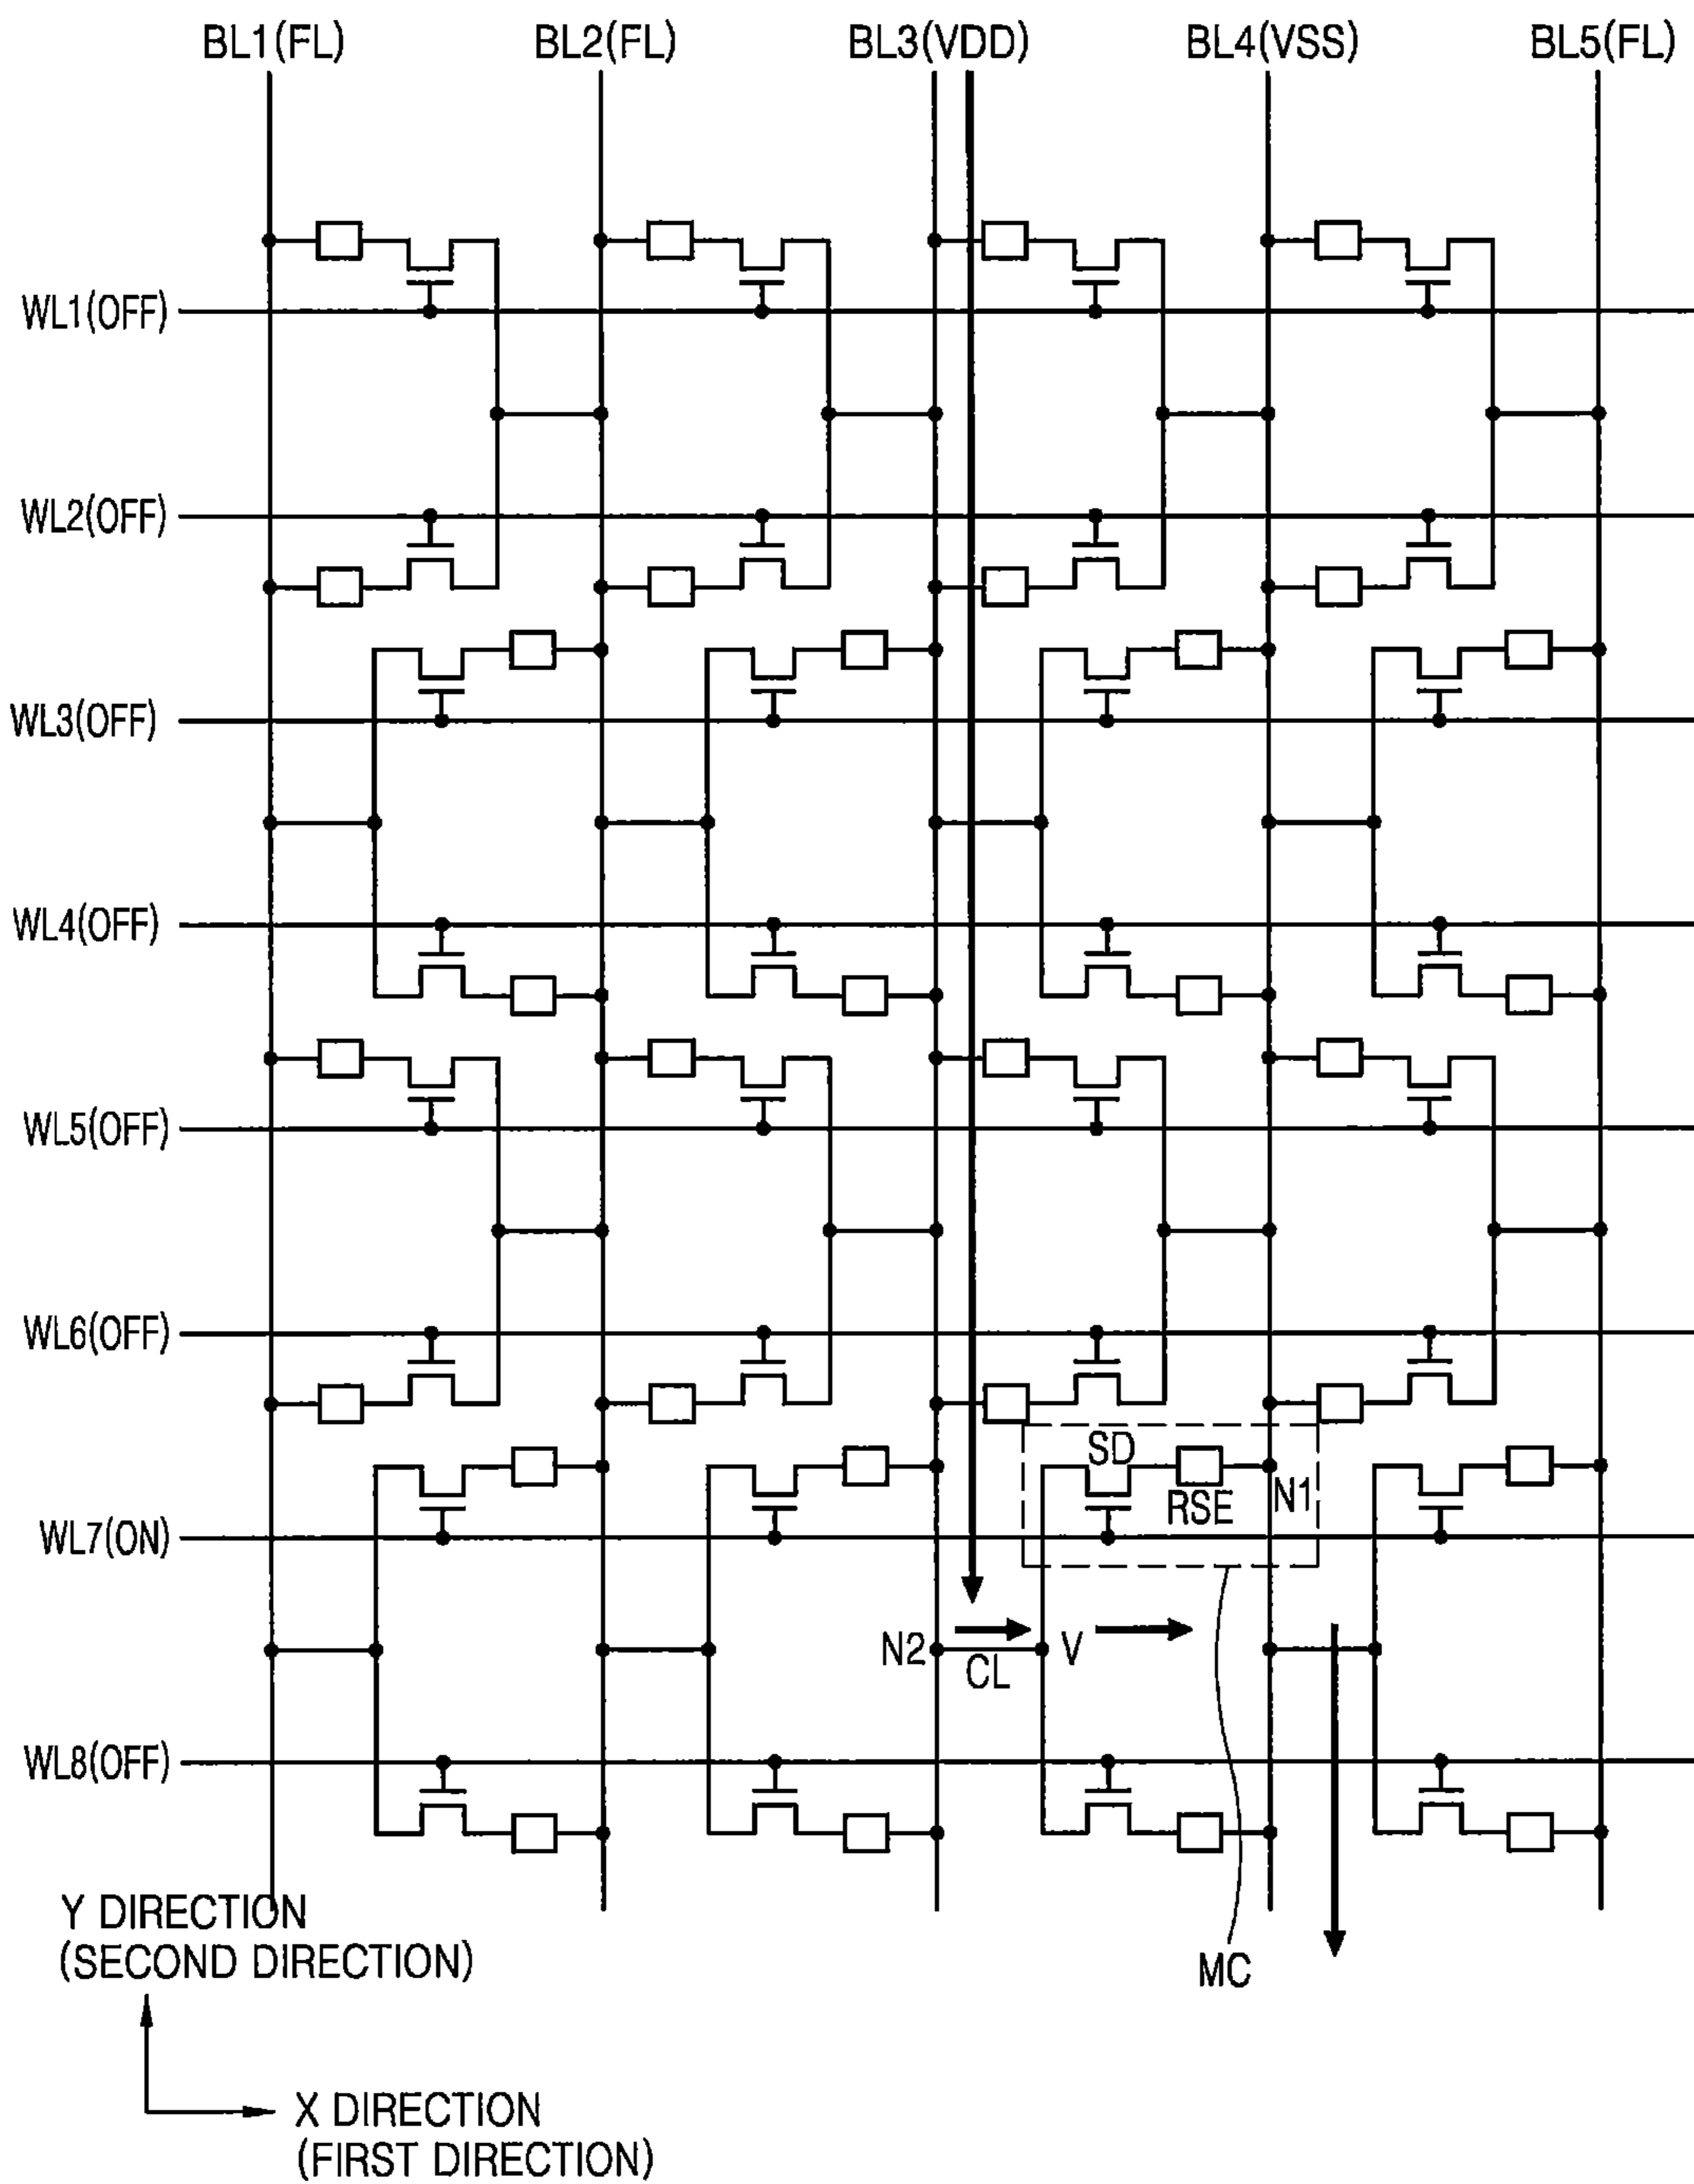 BL1(FL) BL2(FL) BL3(VDD) BL4(VSS) BL5(FL)
WL1(OFF)
WL2(OFF)
WL3(OFF)
WL4(OFF)
WL5(OFF)
WL6(OFF)
SD
RSE N1
WL7(ON)
N2 CL V
WL8(OFF)
MC
Y DIRECTION
(SECOND DIRECTION)
X DIRECTION
(FIRST DIRECTION)